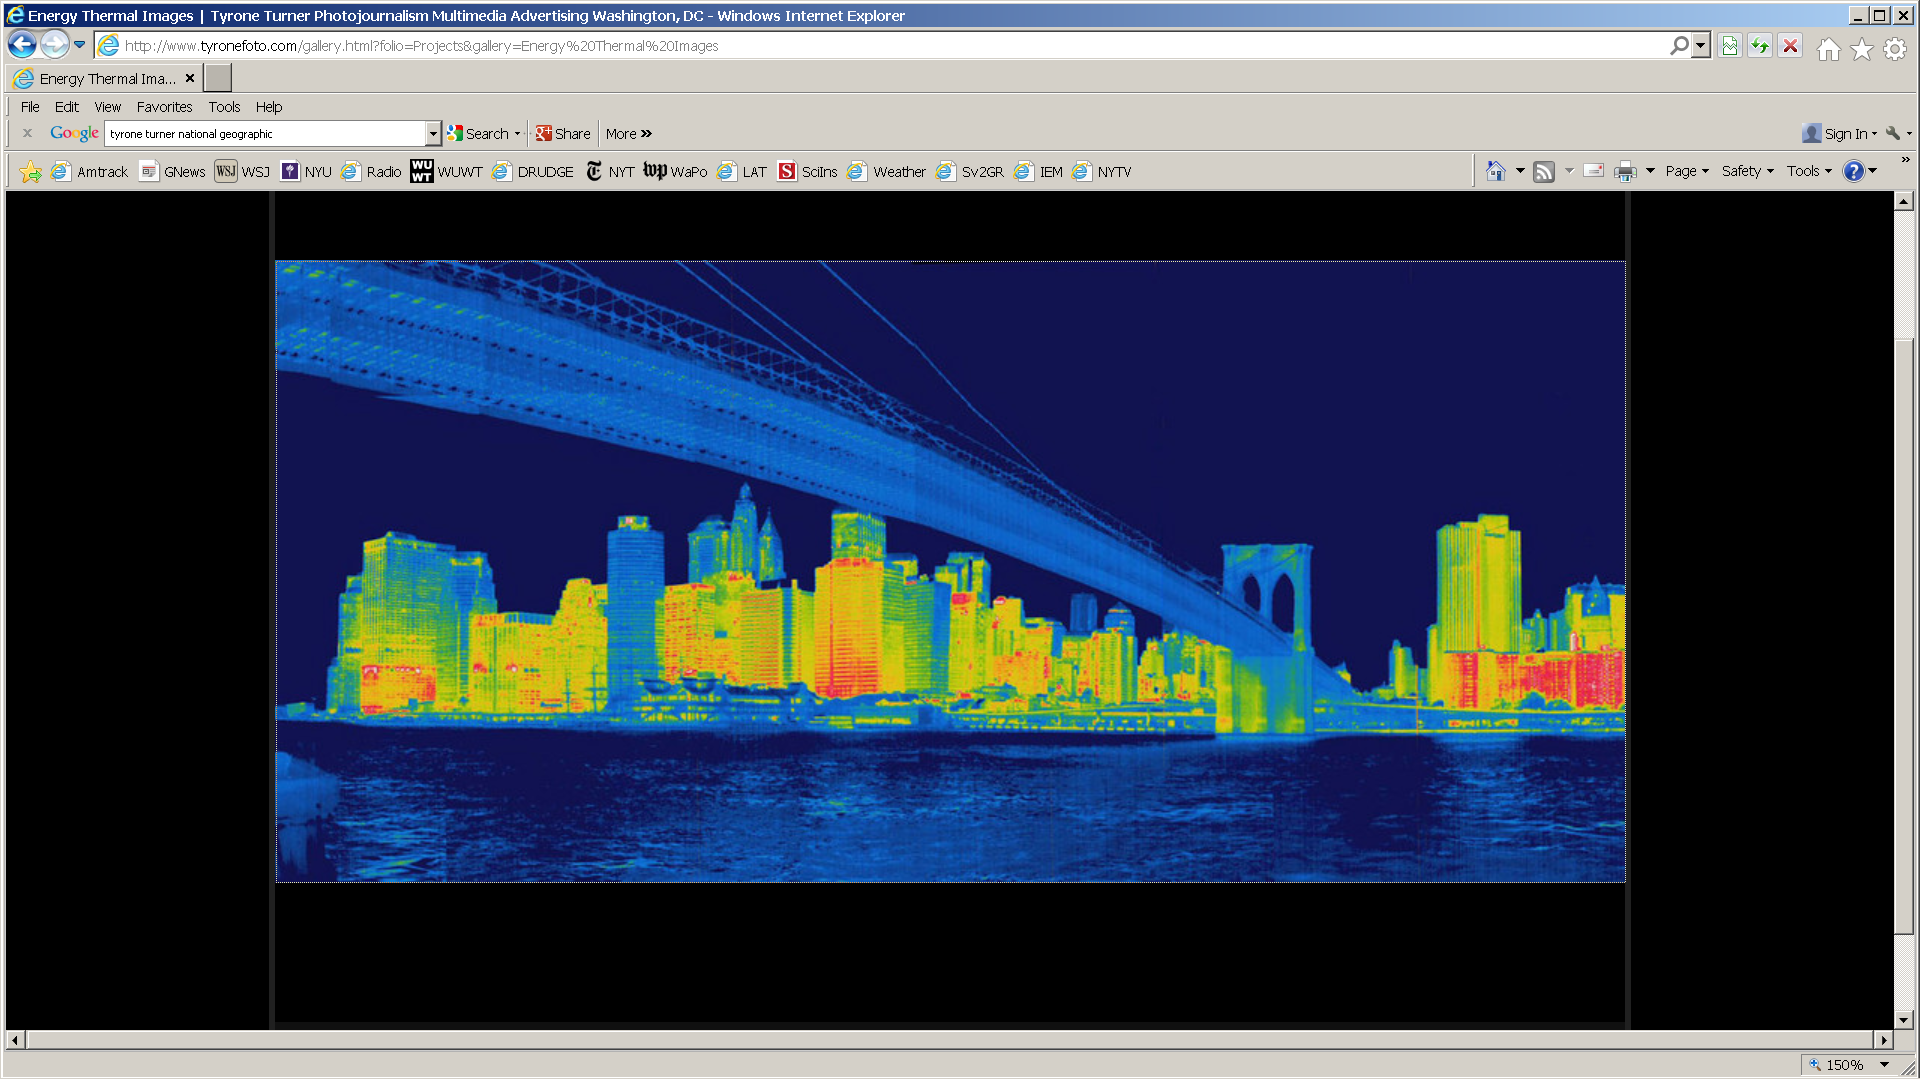 Energy Thermal Images | Tyrone Turner Photojournalism Multimedia Advertising Washington, DC - Windows Internet Explorer
http://www.tyronefoto.com/gallery.html?folio=Projects&gallery=Energy%20Thermal%20Images
Energy Thermal Ima...
File Edit View Favorites Tools Help
x Google tyrone turner national geographic Search Share More » Sign In
Amtrack GNews WSJ WSJ NYU Radio WU WT WUWT DRUDGE T NYT wp WaPo LAT S SciIns Weather Sv2GR IEM NYTV Page Safety Tools ? »
150%